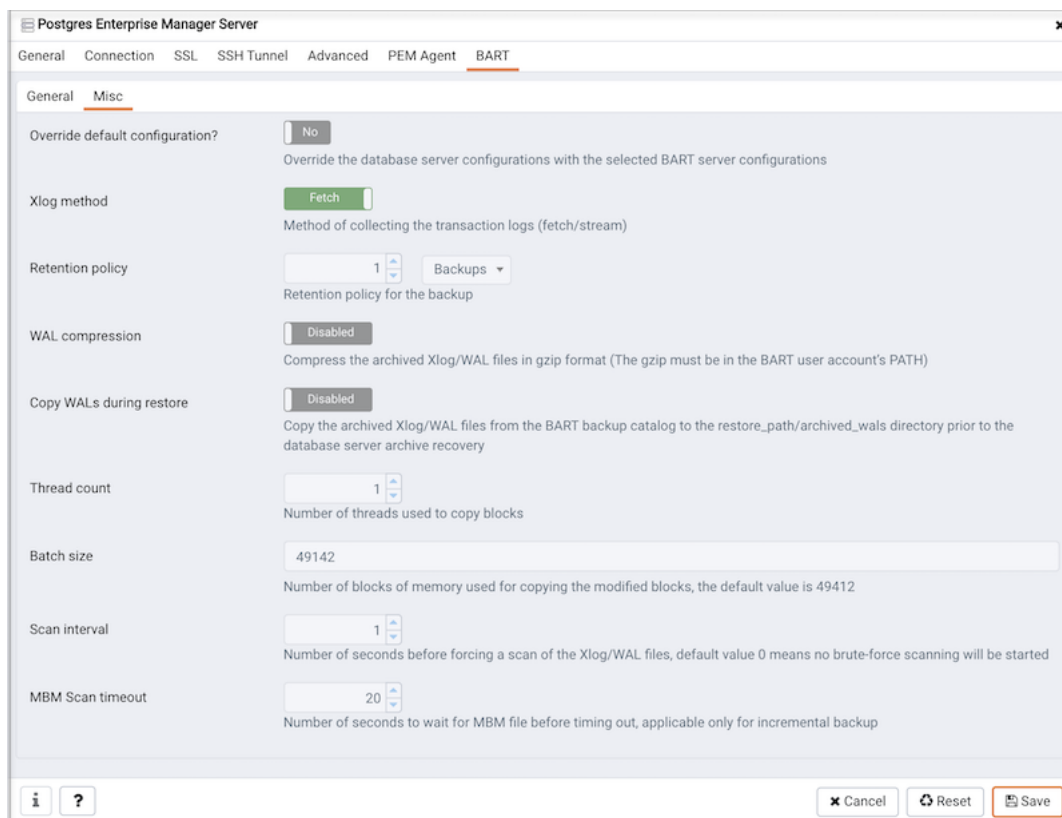 Postgres Enterprise Manager Server
General Connection SSL SSH Tunnel Advanced PEM Agent BART
General Misc
Override default configuration? No
Override the database server configurations with the selected BART server configurations
Xlog method Fetch
Method of collecting the transaction logs (fetch/stream)
Retention policy 1 Backups
Retention policy for the backup
WAL compression Disabled
Compress the archived Xlog/WAL files in gzip format (The gzip must be in the BART user account's PATH)
Copy WALs during restore Disabled
Copy the archived Xlog/WAL files from the BART backup catalog to the restore_path/archived_wals directory prior to the
database server archive recovery
Thread count 1
Number of threads used to copy blocks
Batch size 49142
Number of blocks of memory used for copying the modified blocks, the default value is 49412
Scan interval 1
Number of seconds before forcing a scan of the Xlog/WAL files, default value 0 means no brute-force scanning will be started
MBM Scan timeout 20
Number of seconds to wait for MBM file before timing out, applicable only for incremental backup
i ? Cancel Reset Save